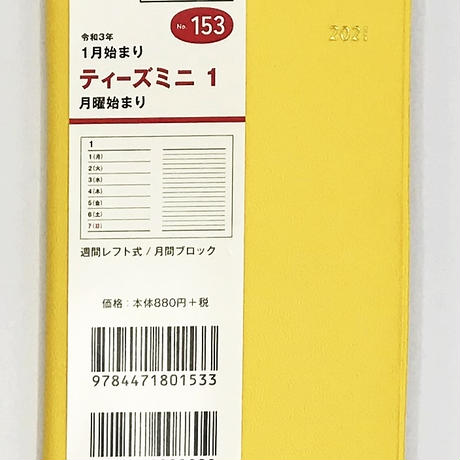 No. 153
2021
令和3年
1月始まり
ティーズミニ 1
月曜始まり
1
1(月)
2(火)
3(水)
4(木)
5(金)
6(土)
7(日)
週間レフト式 / 月間ブロック
価格:本体880円+税
9784471801533